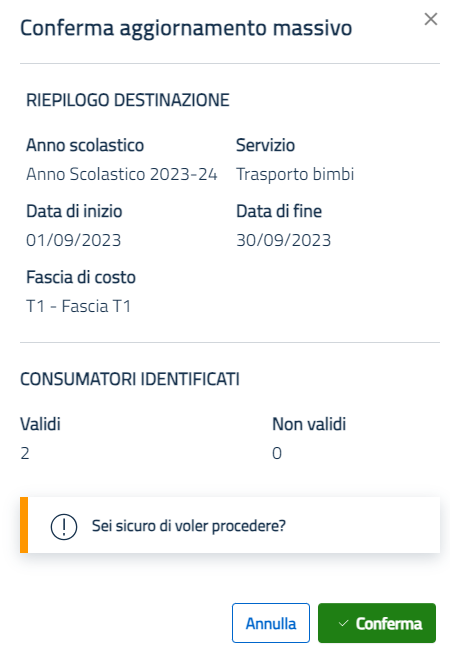 Conferma aggiornamento massivo
RIEPILOGO DESTINAZIONE
Anno scolastico Servizio
Anno Scolastico 2023-24 Trasporto bimbi
Data di inizio Data di fine
01/09/2023 30/09/2023
Fascia di costo
T1 - Fascia T1
CONSUMATORI IDENTIFICATI
Validi Non validi
2 0
Sei sicuro di voler procedere?
Annulla Conferma